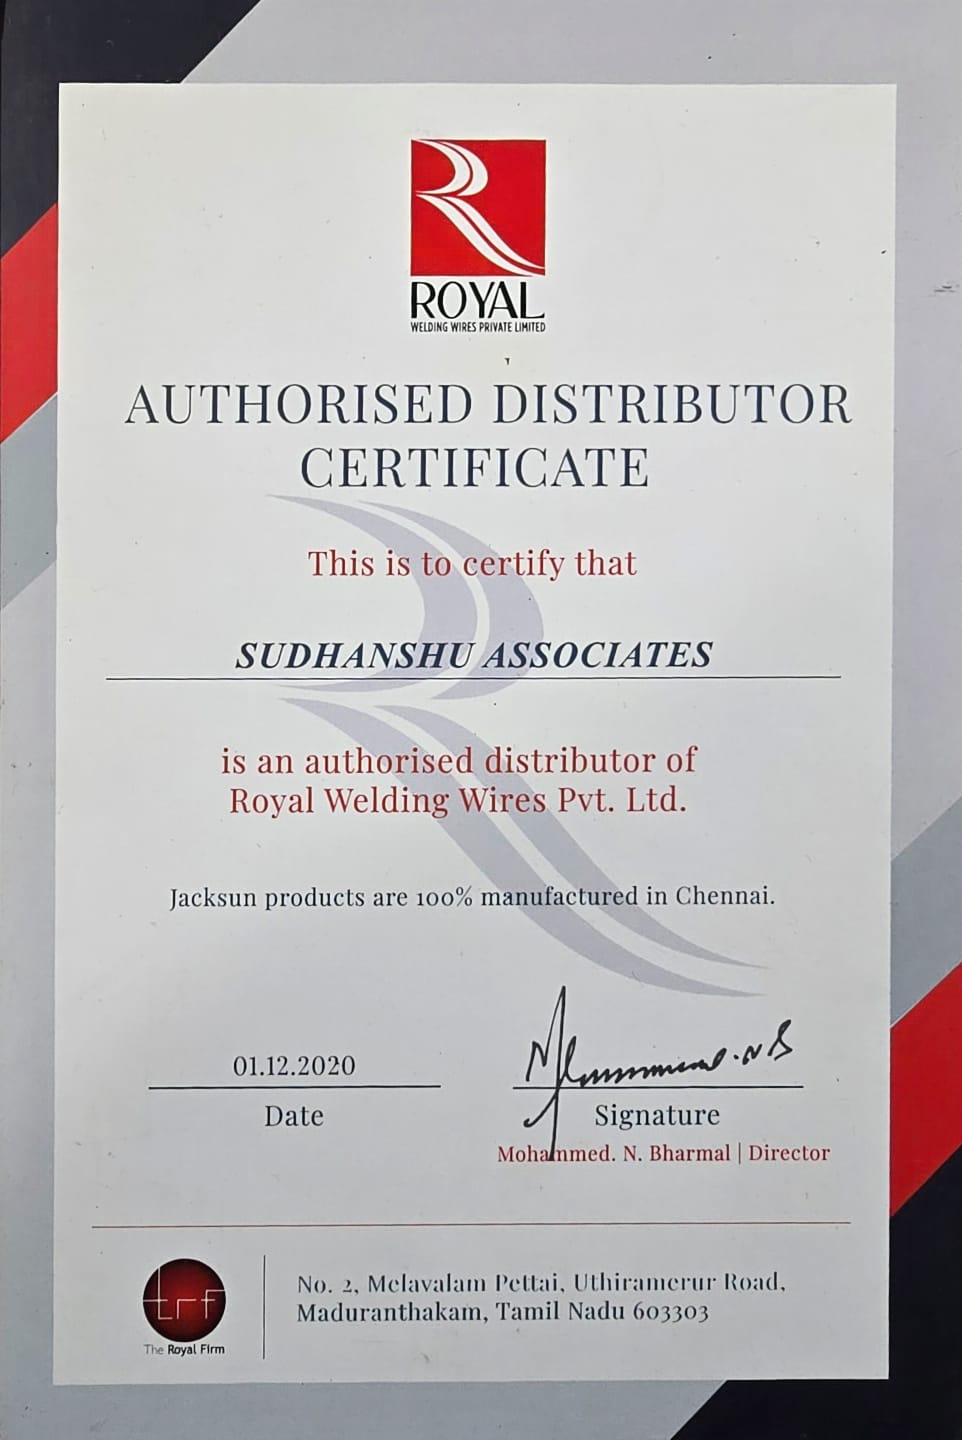 ROYAL
WELDING WIRES PRIVATE LIMITED
AUTHORISED DISTRIBUTOR
CERTIFICATE
This is to certify that
SUDHANSHU ASSOCIATES
is an authorised distributor of
Royal Welding Wires Pvt. Ltd.
Jacksun products are 100% manufactured in Chennai.
01.12.2020
Date
Signature
Mohammed. N. Bharmal | Director
trf
The Royal Firm
No. 2, Melavalam Pettai, Uthiramerur Road,
Maduranthakam, Tamil Nadu 603303